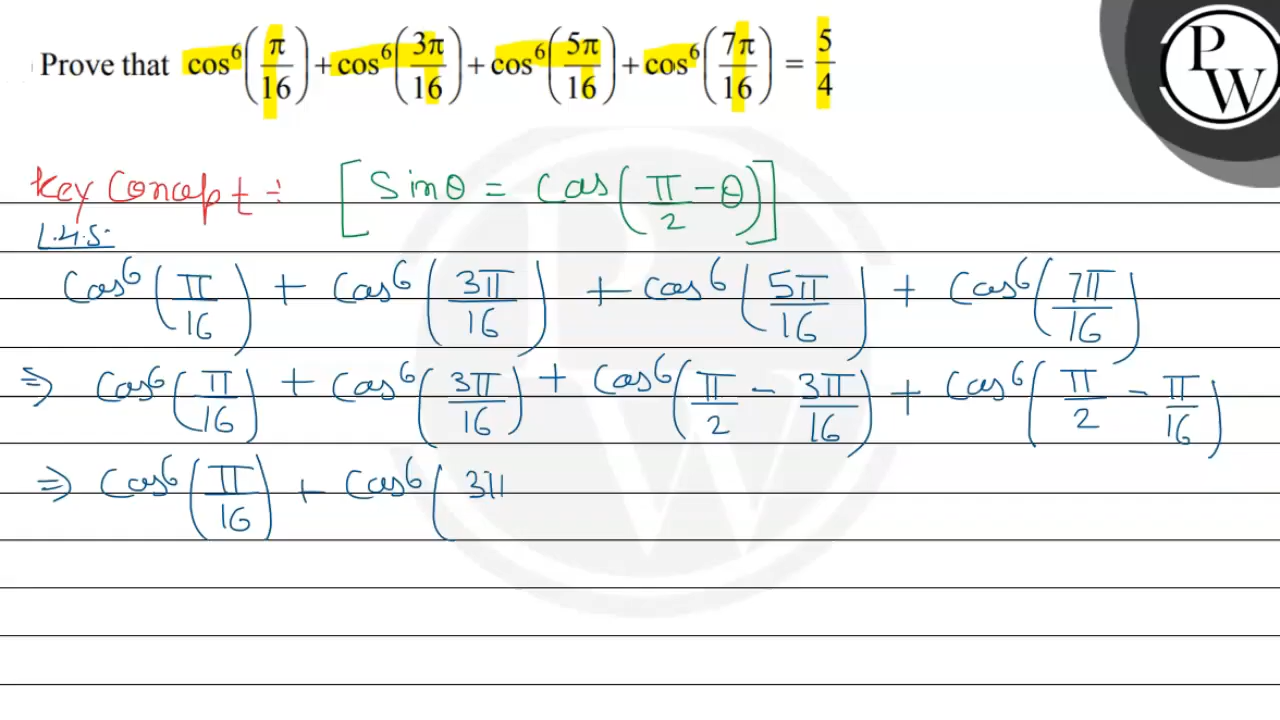 Prove that cos⁶(π/16) + cos⁶(3π/16) + cos⁶(5π/16) + cos⁶(7π/16) = 5/4
PW
Key Concept :- [Sinθ = Cos(π/2 - θ)]
L.H.S.
Cos⁶(π/16) + Cos⁶(3π/16) + Cos⁶(5π/16) + Cos⁶(7π/16)
⇒ Cos⁶(π/16) + Cos⁶(3π/16) + Cos⁶(π/2 - 3π/16) + Cos⁶(π/2 - π/16)
⇒ Cos⁶(π/16) + Cos⁶(3π